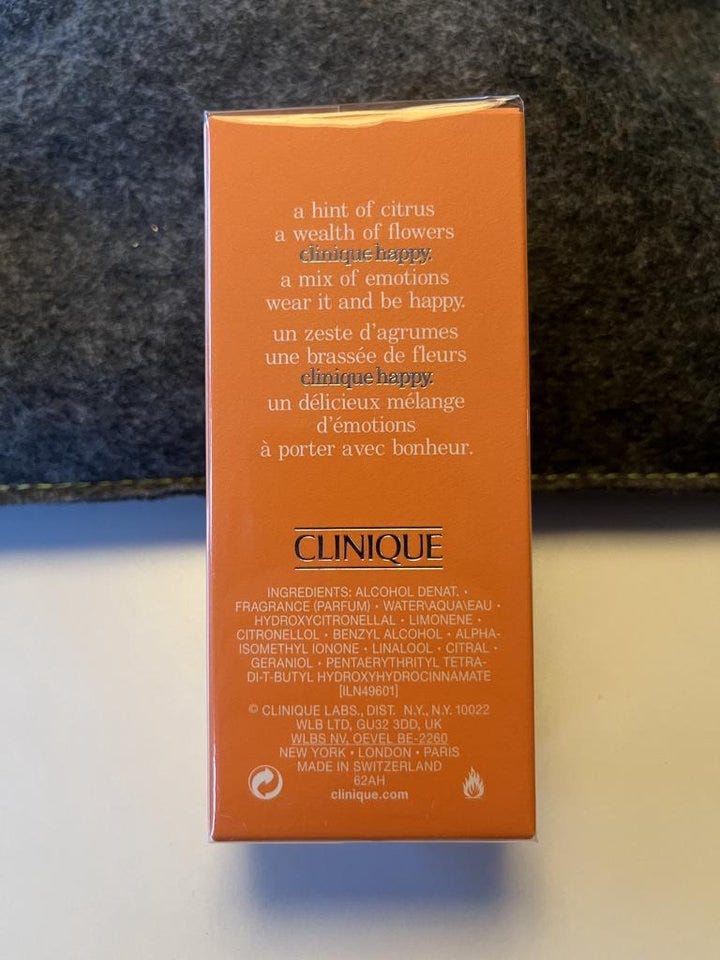 a hint of citrus
a wealth of flowers
clinique happy.
a mix of emotions
wear it and be happy.
un zeste d'agrumes
une brassée de fleurs
clinique happy.
un délicieux mélange
d'émotions
à porter avec bonheur.
CLINIQUE
INGREDIENTS: ALCOHOL DENAT. •
FRAGRANCE (PARFUM) • WATER\AQUA\EAU •
HYDROXYCITRONELLAL • LIMONENE •
CITRONELLOL • BENZYL ALCOHOL • ALPHA-
ISOMETHYL IONONE • LINALOOL • CITRAL •
GERANIOL • PENTAERYTHRITYL TETRA-
DI-T-BUTYL HYDROXYHYDROCINNAMATE
[ILN49601]
© CLINIQUE LABS., DIST. N.Y., N.Y. 10022
WLB LTD, GU32 3DD, UK
WLBS NV, OEVEL BE-2260
NEW YORK • LONDON • PARIS
MADE IN SWITZERLAND
62AH
clinique.com